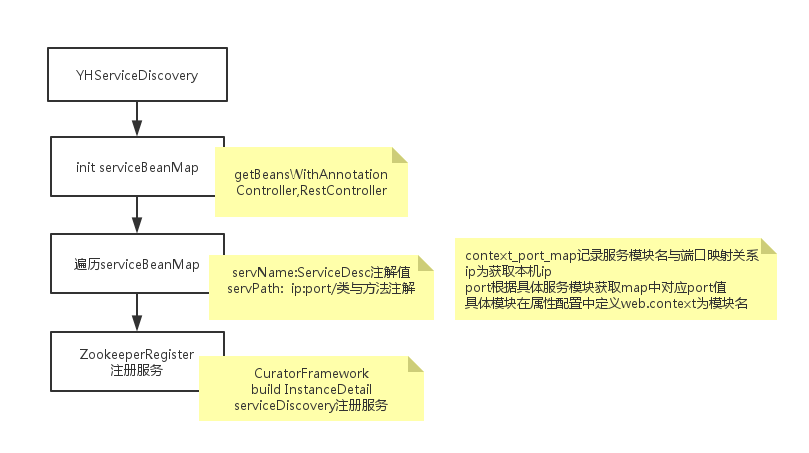 YHServiceDiscovery
init serviceBeanMap
getBeansWithAnnotation
Controller,RestController
遍历serviceBeanMap
servName:ServiceDesc注解值
servPath: ip:port/类与方法注解
context_port_map记录服务模块名与端口映射关系
ip为获取本机ip
port根据具体服务模块获取map中对应port值
具体模块在属性配置中定义web.context为模块名
ZookeeperRegister
注册服务
CuratorFramework
build InstanceDetail
serviceDiscovery注册服务